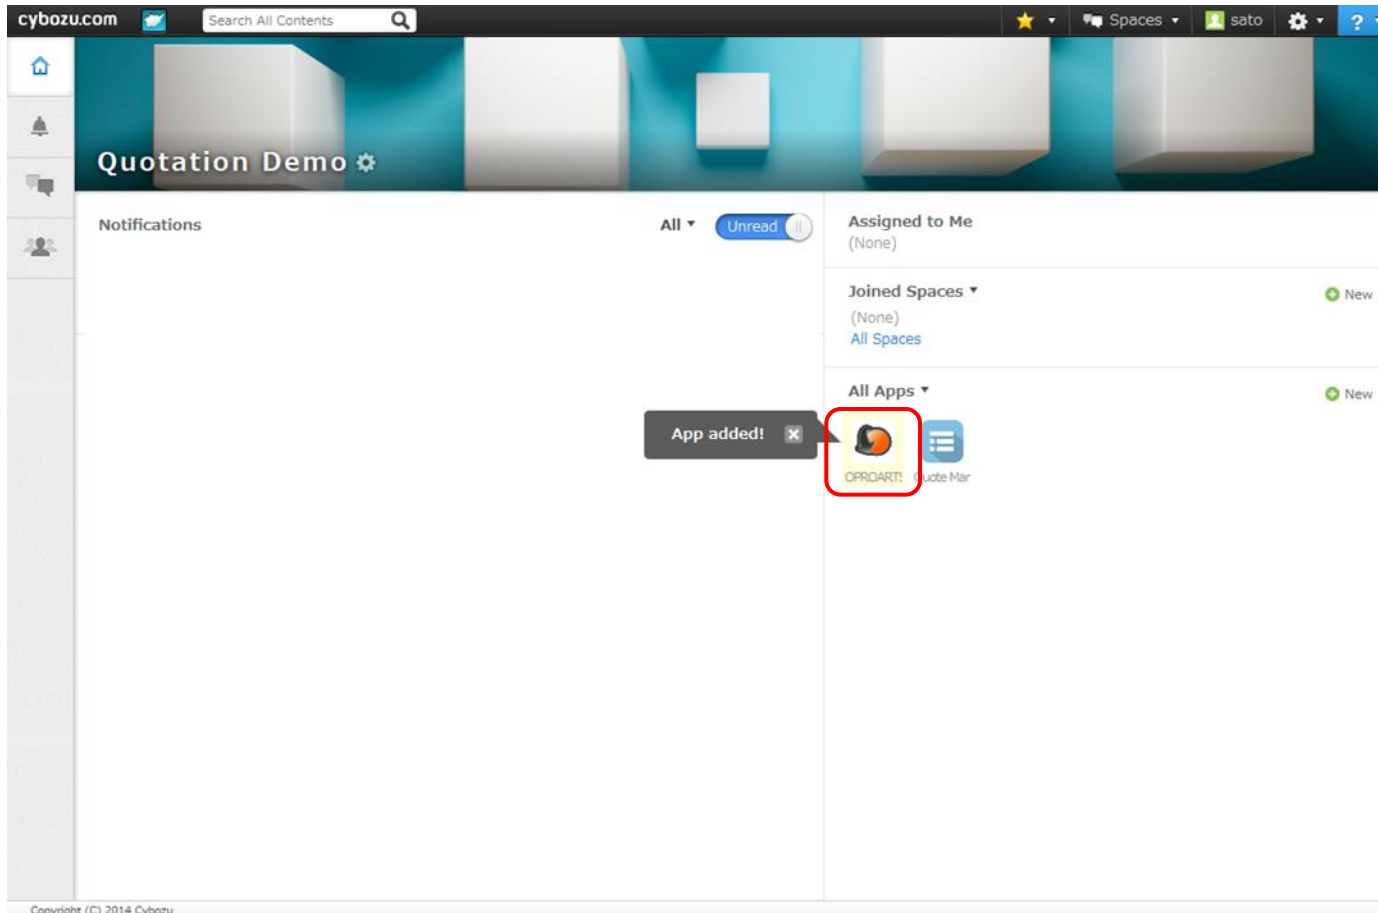 cybozu.com
Search All Contents
Spaces
sato
?
Quotation Demo
Notifications
All
Unread
Assigned to Me
(None)
Joined Spaces
New
(None)
All Spaces
All Apps
New
App added!
OPROARTS
Quote Mar
Copyright (C) 2014 Cybozu